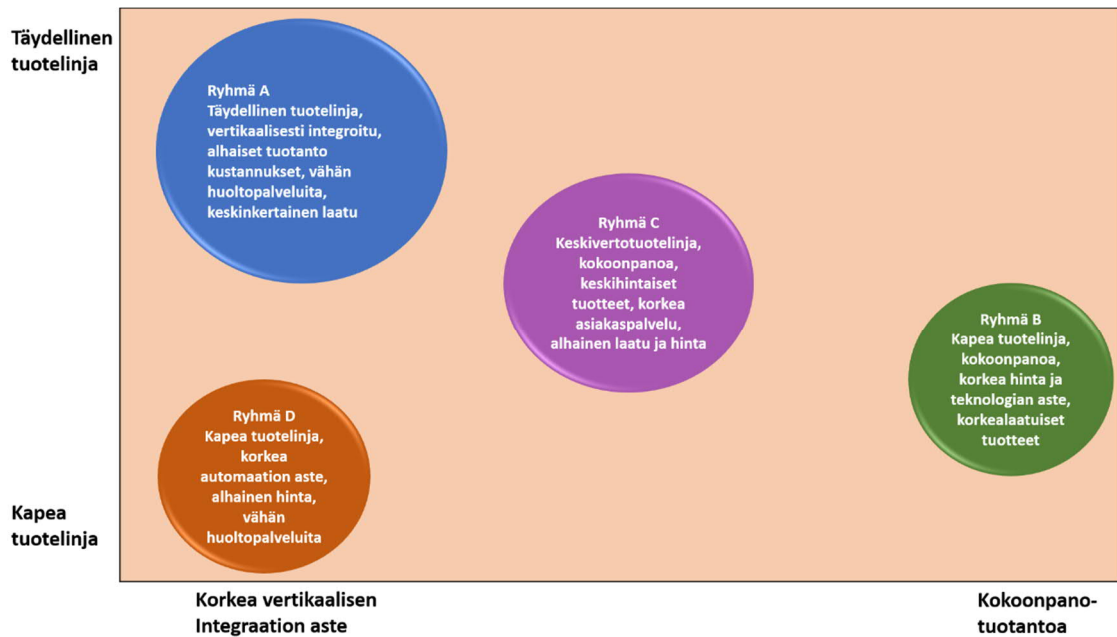 Täydellinen
tuotelinja
Ryhmä A
Täydellinen tuotelinja,
vertikaalisesti integroitu,
alhaiset tuotanto
kustannukset, vähän
huoltopalveluita,
keskinkertainen laatu
Ryhmä C
Keskivertotuotelinja,
kokoonpanoa,
keskihintaiset
tuotteet, korkea
asiakaspalvelu,
alhainen laatu ja hinta
Ryhmä B
Kapea tuotelinja,
kokoonpanoa,
korkea hinta ja
teknologian aste,
korkealaatuiset
tuotteet
Ryhmä D
Kapea tuotelinja,
korkea
automaation aste,
alhainen hinta,
vähän
huoltopalveluita
Kapea
tuotelinja
Korkea vertikaalisen
Integraation aste
Kokoonpano-
tuotantoa